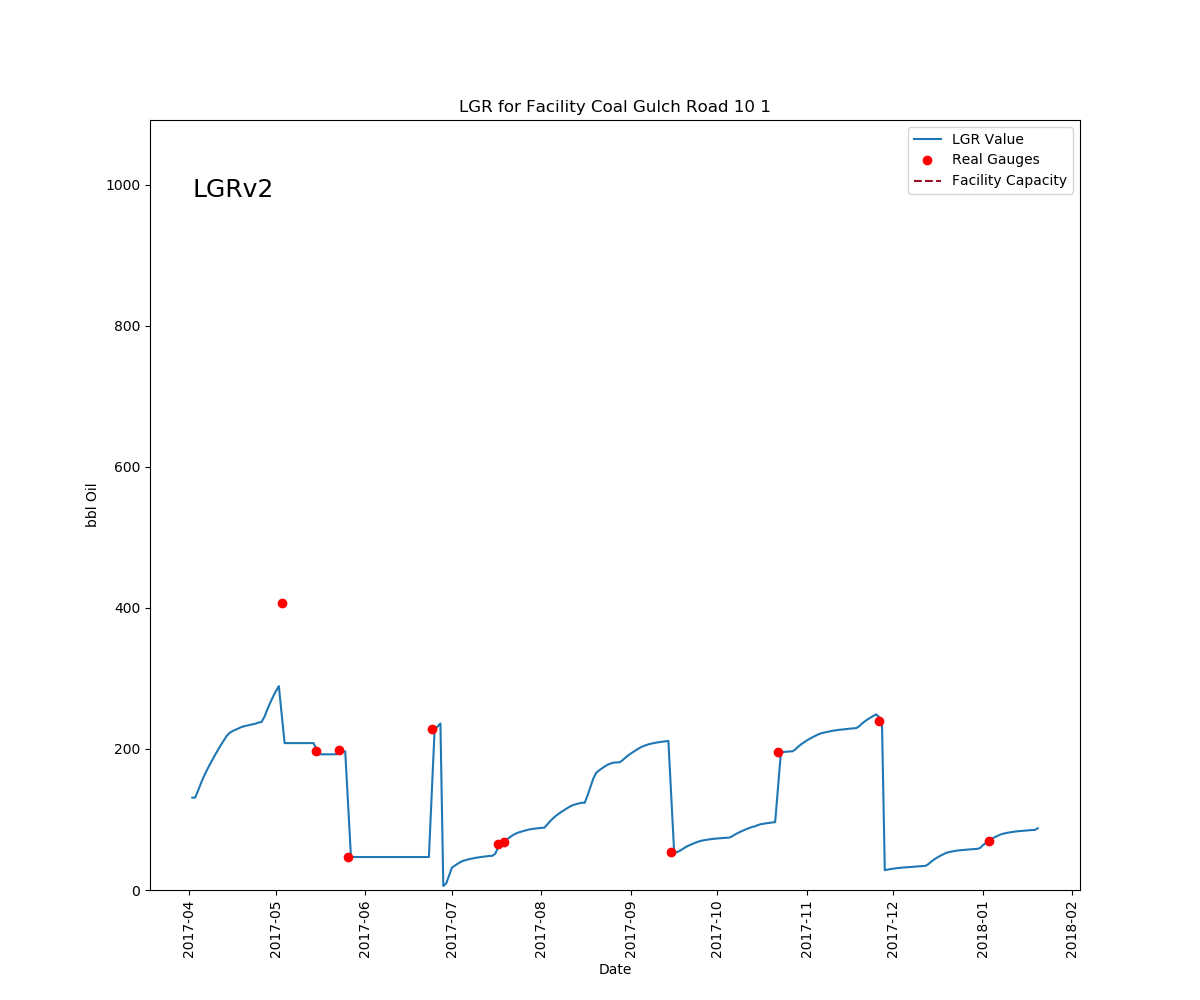 LGR for Facility Coal Gulch Road 10 1
LGRv2
LGR Value
Real Gauges
Facility Capacity
1000
800
600
400
200
0
bbl Oil
2017-04
2017-05
2017-06
2017-07
2017-08
2017-09
2017-10
2017-11
2017-12
2018-01
2018-02
Date